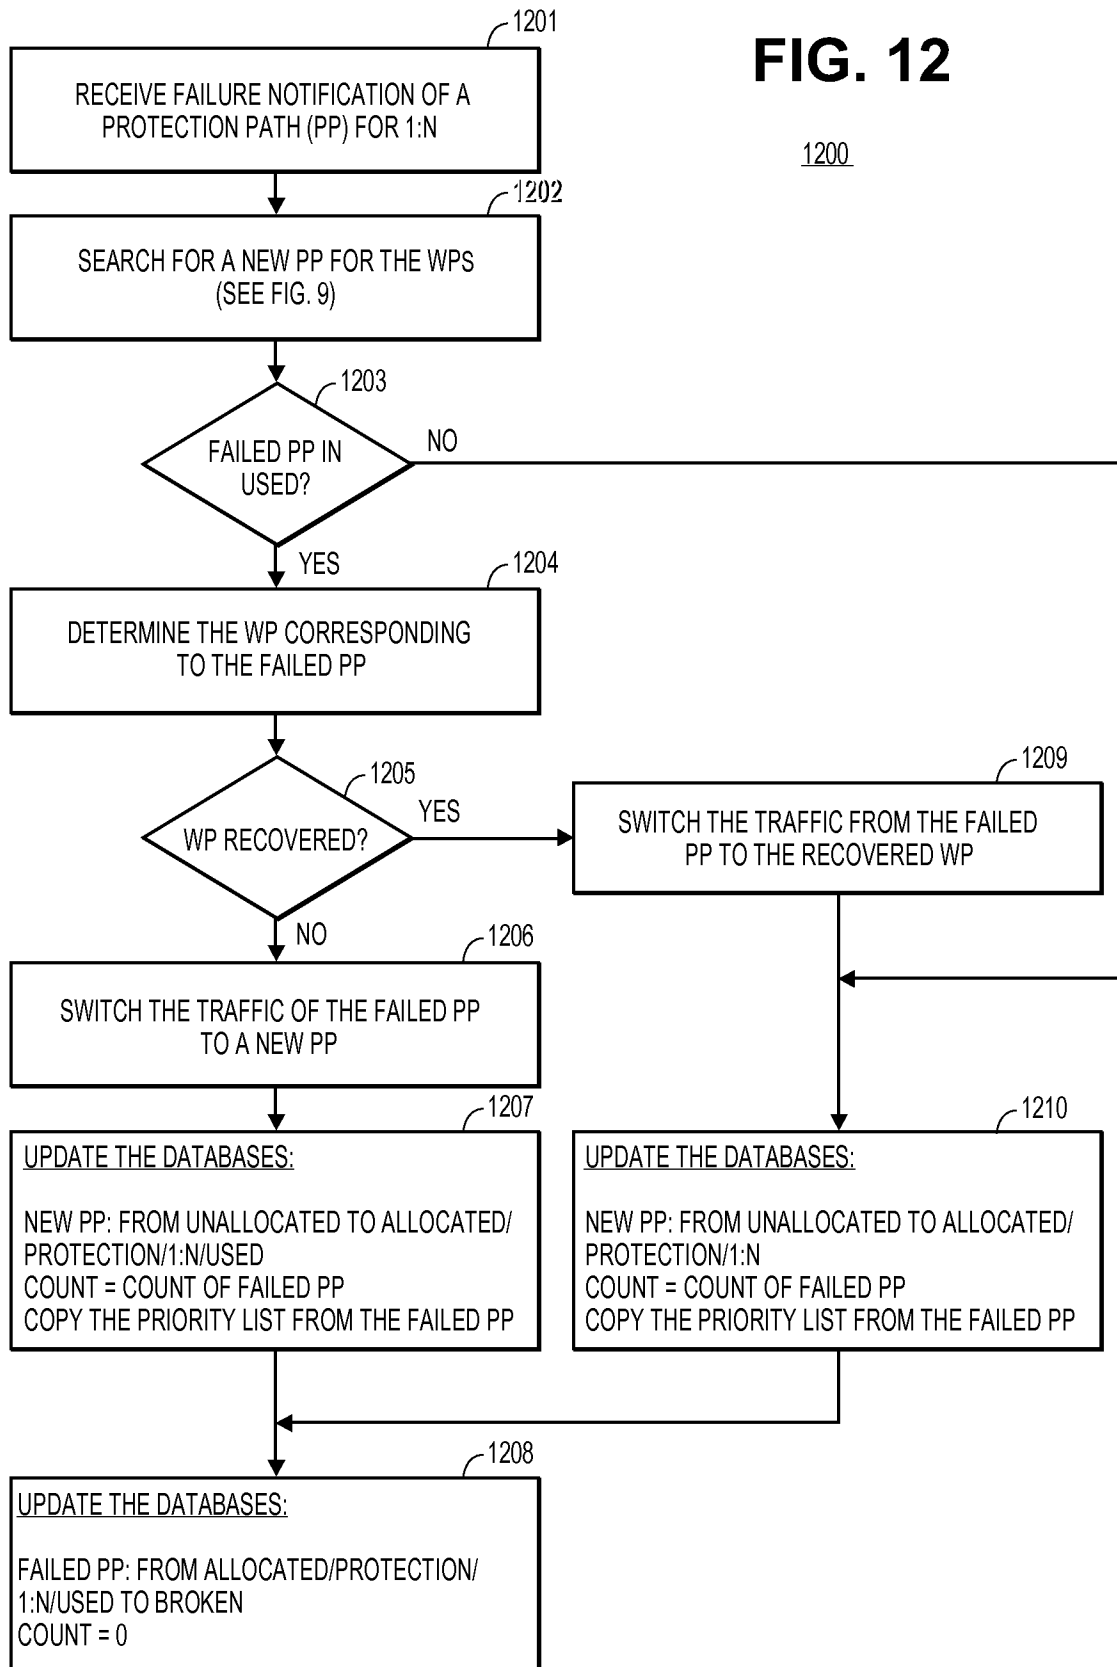 FIG. 12
1200
1201
RECEIVE FAILURE NOTIFICATION OF A
PROTECTION PATH (PP) FOR 1:N
1202
SEARCH FOR A NEW PP FOR THE WPS
(SEE FIG. 9)
1203
FAILED PP IN
USED?
NO
YES
1204
DETERMINE THE WP CORRESPONDING
TO THE FAILED PP
1205
WP RECOVERED?
YES
NO
1209
SWITCH THE TRAFFIC FROM THE FAILED
PP TO THE RECOVERED WP
1206
SWITCH THE TRAFFIC OF THE FAILED PP
TO A NEW PP
1207
UPDATE THE DATABASES:
NEW PP: FROM UNALLOCATED TO ALLOCATED/
PROTECTION/1:N/USED
COUNT = COUNT OF FAILED PP
COPY THE PRIORITY LIST FROM THE FAILED PP
1210
UPDATE THE DATABASES:
NEW PP: FROM UNALLOCATED TO ALLOCATED/
PROTECTION/1:N
COUNT = COUNT OF FAILED PP
COPY THE PRIORITY LIST FROM THE FAILED PP
1208
UPDATE THE DATABASES:
FAILED PP: FROM ALLOCATED/PROTECTION/
1:N/USED TO BROKEN
COUNT = 0